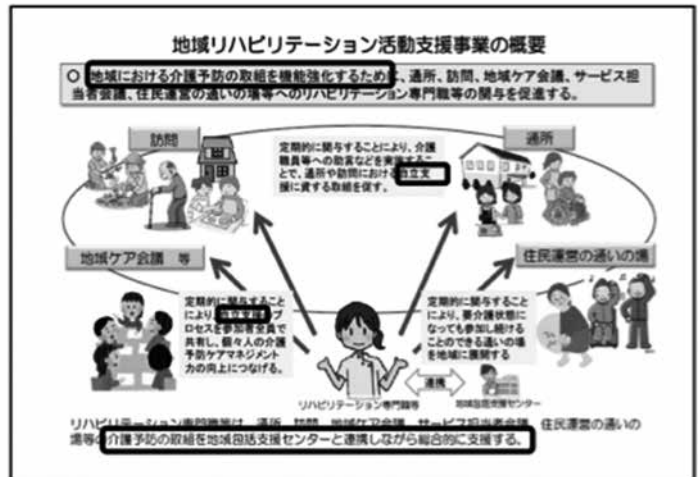 地域リハビリテーション活動支援事業の概要
○ 地域における介護予防の取組を機能強化するために、通所、訪問、地域ケア会議、サービス担
当者会議、住民運営の通いの場等へのリハビリテーション専門職等の関与を促進する。
訪問
定期的に関与することにより、介護
職員等への助言などを実施するこ
とで、通所や訪問における自立支
援に資する取組を促す。
通所
地域ケア会議 等
住民運営の通いの場
定期的に関与すること
により、自立支援のプ
ロセスを参加者全員で
共有し、個々人の介護
予防ケアマネジメント
力の向上につなげる。
定期的に関与すること
により、要介護状態に
なっても参加し続ける
ことのできる通いの場
を地域に展開する
連携
リハビリテーション専門職等
地域包括支援センター
リハビリテーション専門職等は、通所、訪問、地域ケア会議、サービス担当者会議、住民運営の通いの
場等の介護予防の取組を地域包括支援センターと連携しながら総合的に支援する。